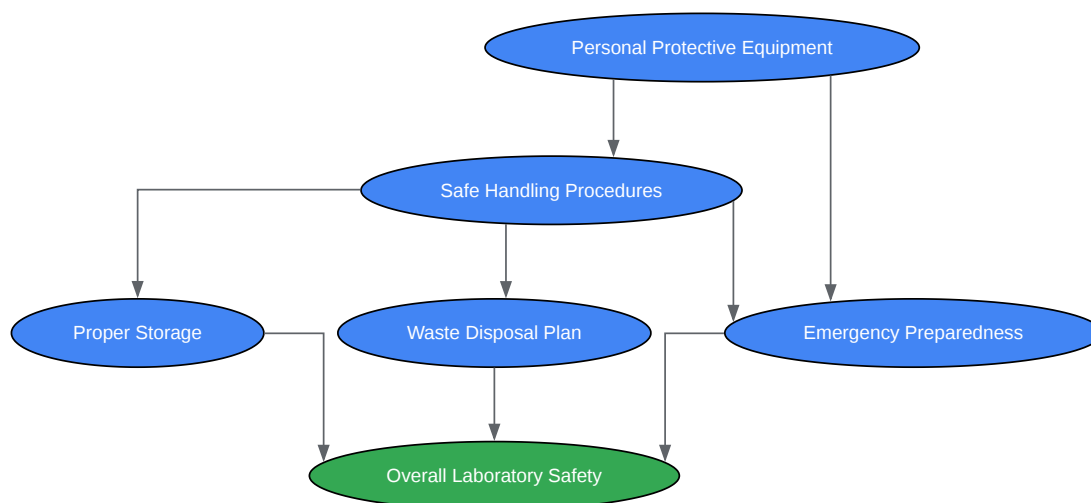 Personal Protective Equipment
Safe Handling Procedures
Proper Storage
Waste Disposal Plan
Emergency Preparedness
Overall Laboratory Safety